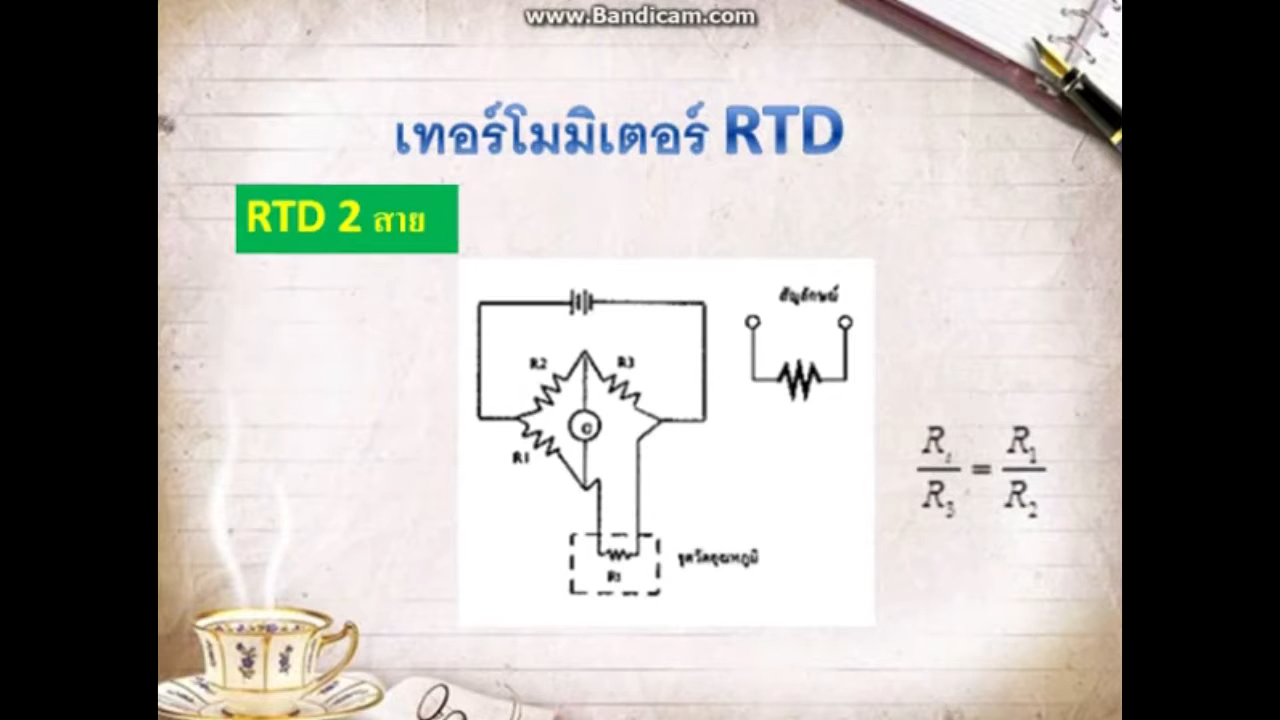 www.Bandicam.com
เทอร์โมมิเตอร์ RTD
RTD 2 สาย
สัญลักษณ์
R2
R3
G
R1
Rt
จุดวัดอุณหภูมิ
Rt/R3 = R1/R2